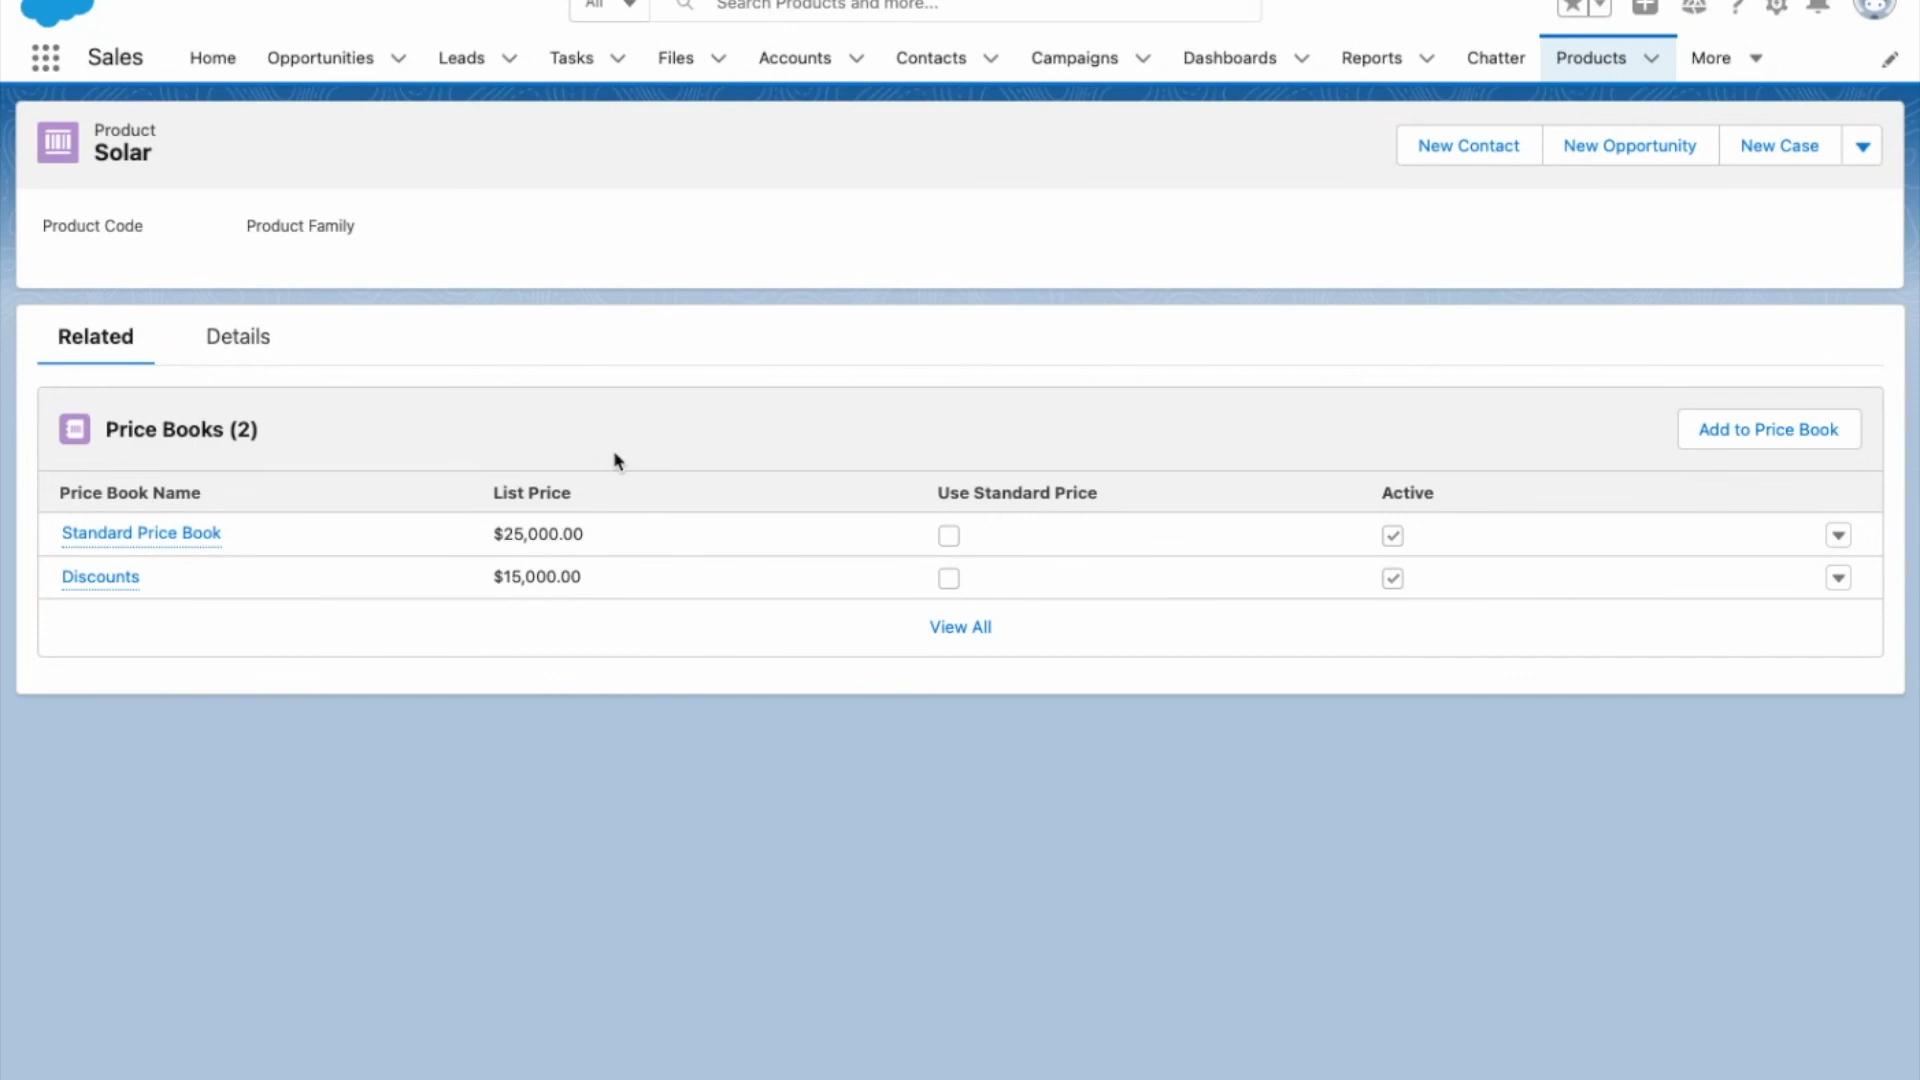 All Search Products and more...
Sales Home Opportunities Leads Tasks Files Accounts Contacts Campaigns Dashboards Reports Chatter Products More
Product
Solar
New Contact New Opportunity New Case
Product Code Product Family
Related Details
Price Books (2)
Add to Price Book
Price Book Name List Price Use Standard Price Active
Standard Price Book $25,000.00
Discounts $15,000.00
View All